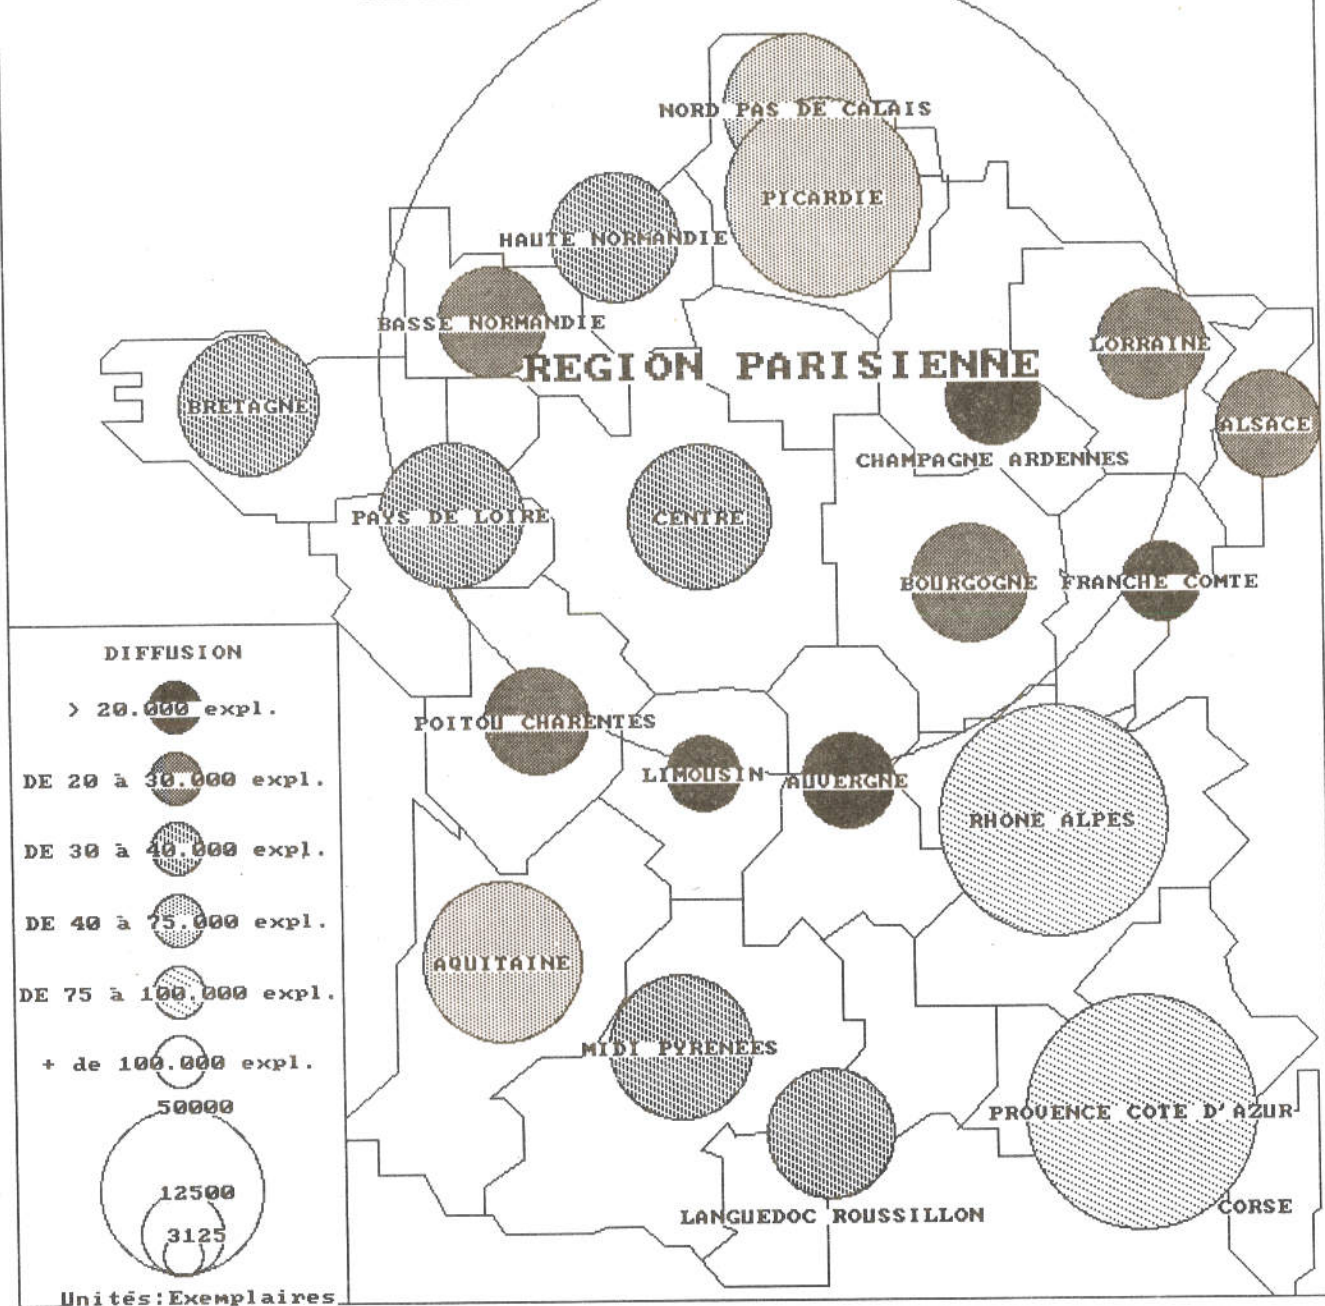 NORD PAS DE CALAIS
PICARDIE
HAUTE NORMANDIE
BASSE NORMANDIE
LORRAINE
REGION PARISIENNE
BRETAGNE
ALSACE
CHAMPAGNE ARDENNES
PAYS DE LOIRE
CENTRE
BOURGOGNE
FRANCHE COMTE
POITOU CHARENTES
LIMOUSIN
AUVERGNE
RHONE ALPES
AQUITAINE
MIDI PYRENEES
PROVENCE COTE D'AZUR
LANGUEDOC ROUSSILLON
CORSE
DIFFUSION
> 20.000 expl.
DE 20 à 30.000 expl.
DE 30 à 40.000 expl.
DE 40 à 75.000 expl.
DE 75 à 100.000 expl.
+ de 100.000 expl.
50000
12500
3125
Unités:Exemplaires